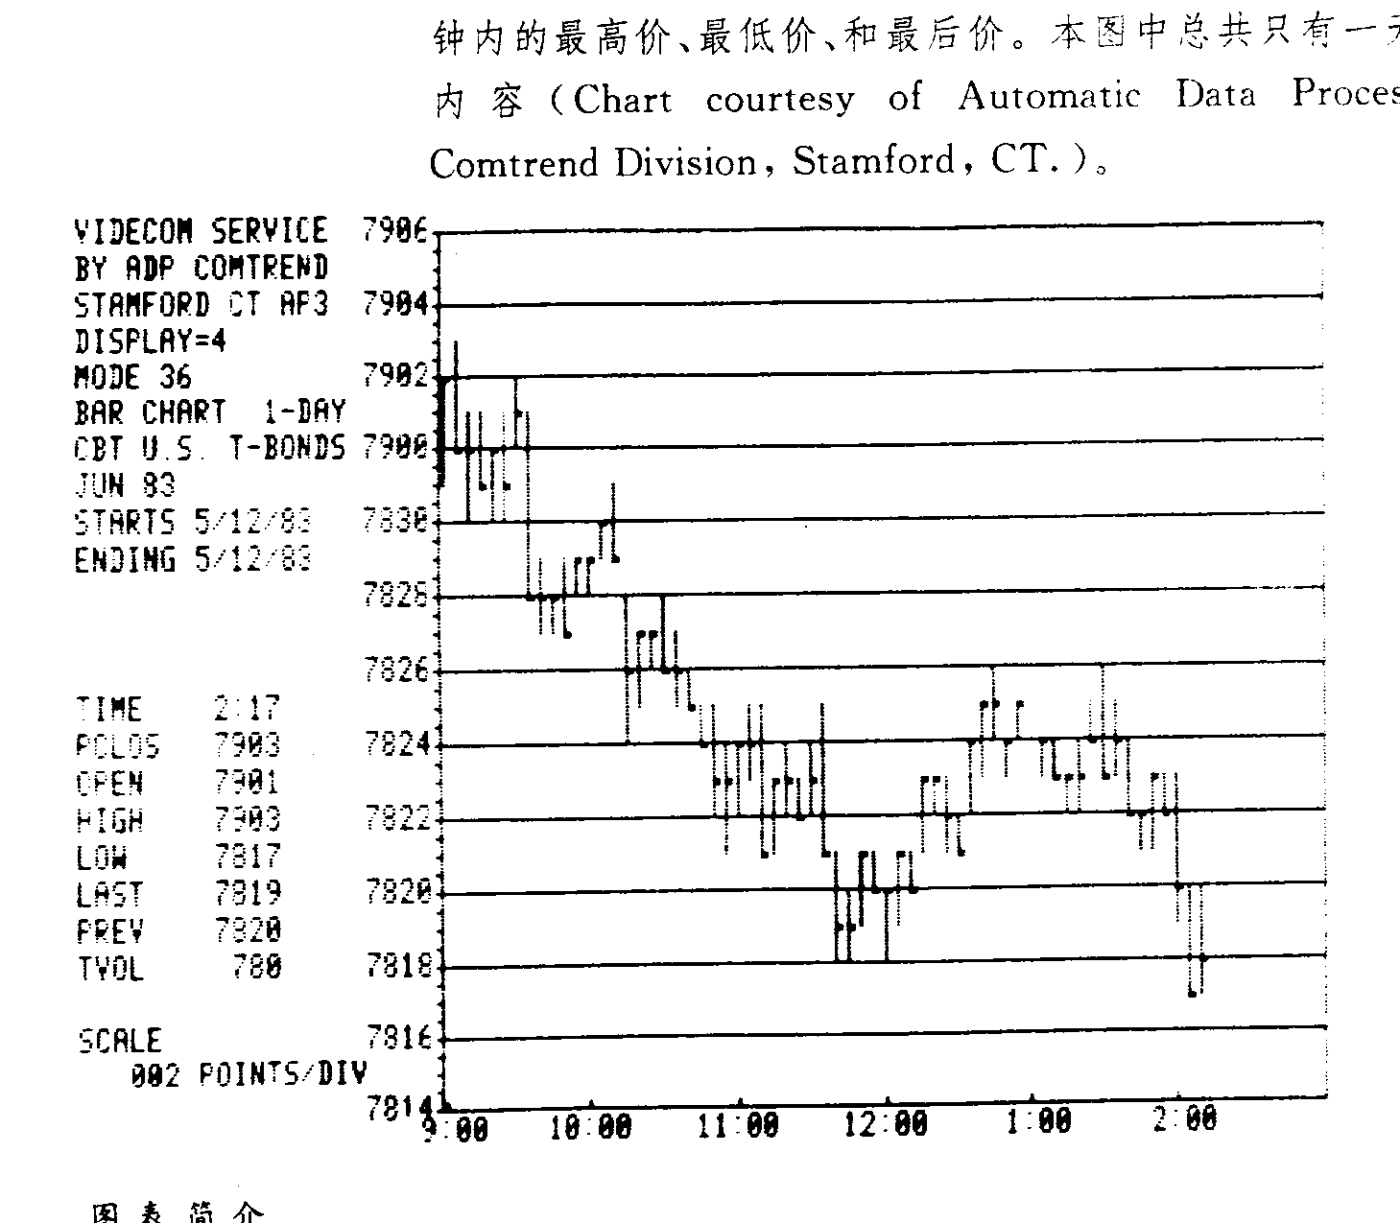 钟内的最高价、最低价、和最后价。本图中总共只有一天
内 容（Chart courtesy of Automatic Data Proces
Comtrend Division, Stamford, CT.）。
VIDECOM SERVICE
BY ADP COMTREND
STAMFORD CT AP3
DISPLAY=4
MODE 36
BAR CHART 1-DAY
CBT U.S. T-BONDS
JUN 83
STARTS 5/12/83
ENDING 5/12/83
TIME 2:17
PCLOS 7903
OPEN 7901
HIGH 7903
LOW 7817
LAST 7819
PREV 7820
TVOL 780
SCALE
002 POINTS/DIV
7906
7904
7902
7900
7830
7828
7826
7824
7822
7820
7818
7816
7814
9:00 10:00 11:00 12:00 1:00 2:00
图 表 简 介